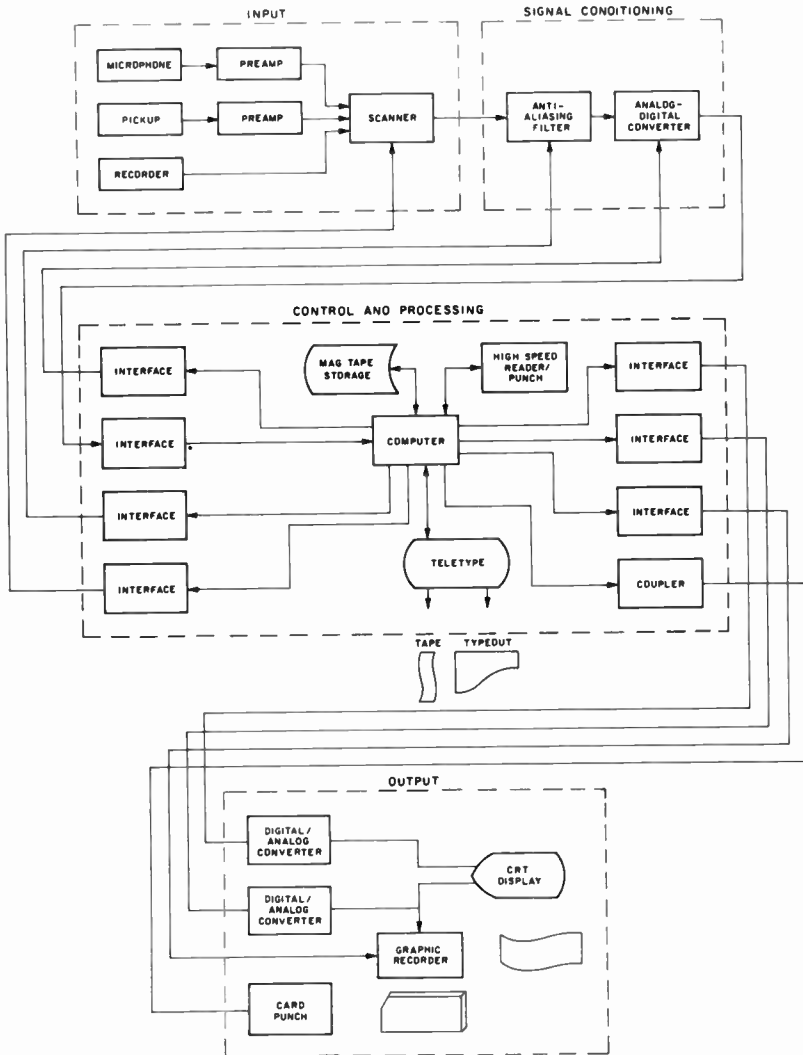 INPUT
SIGNAL CONDITIONING
MICROPHONE
PREAMP
PICKUP
PREAMP
RECORDER
SCANNER
ANTI-
ALIASING
FILTER
ANALOG-
DIGITAL
CONVERTER
CONTROL AND PROCESSING
INTERFACE
MAG TAPE
STORAGE
HIGH SPEED
READER/
PUNCH
INTERFACE
INTERFACE
COMPUTER
INTERFACE
INTERFACE
INTERFACE
INTERFACE
TELETYPE
COUPLER
TAPE
TYPEOUT
OUTPUT
DIGITAL/
ANALOG
CONVERTER
CRT
DISPLAY
DIGITAL/
ANALOG
CONVERTER
GRAPHIC
RECORDER
CARD
PUNCH